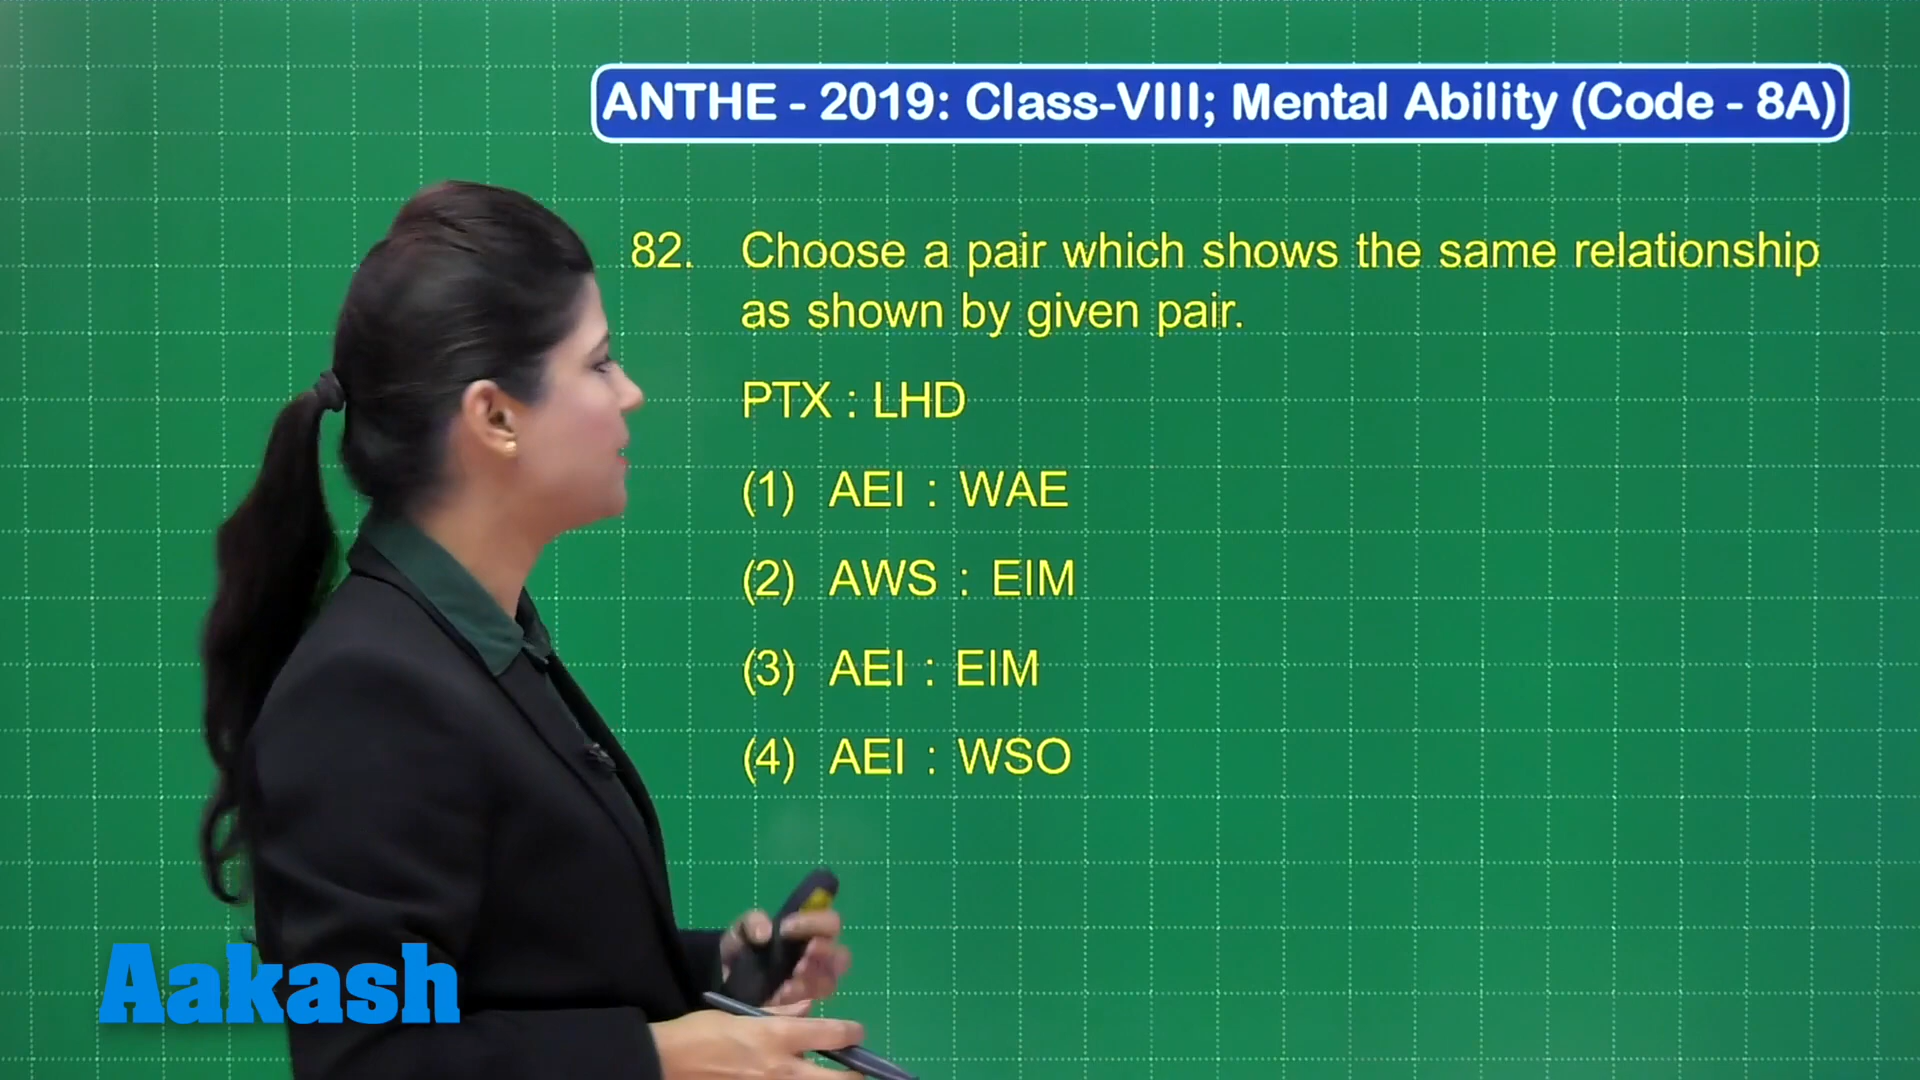 ANTHE - 2019: Class-VIII; Mental Ability (Code - 8A)
82. Choose a pair which shows the same relationship
as shown by given pair.
PTX : LHD
(1) AEI : WAE
(2) AWS : EIM
(3) AEI : EIM
(4) AEI : WSO
Aakash